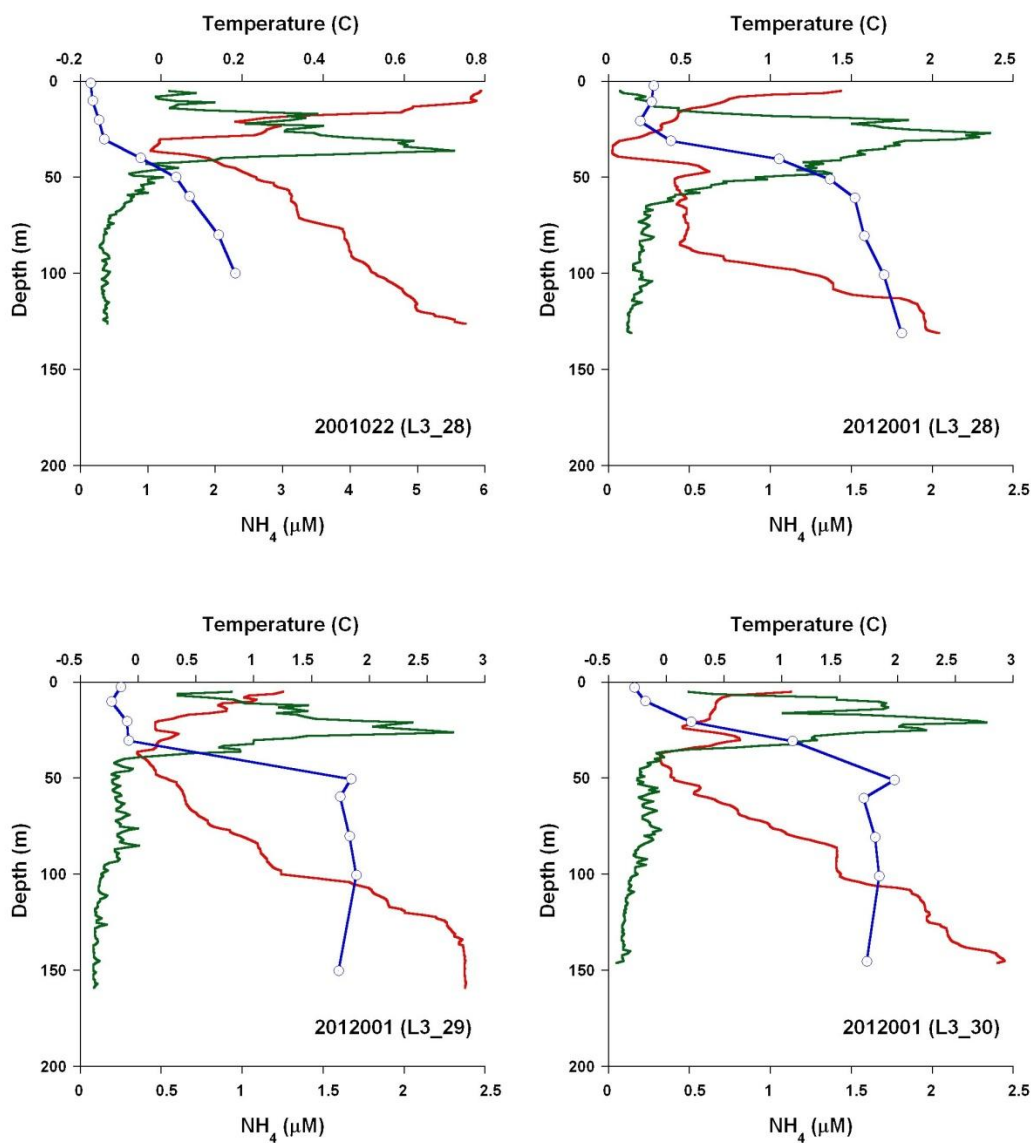 Temperature (C)
-0.2 0 0.2 0.4 0.6 0.8
0
50
100
150
200
Depth (m)
2001022 (L3_28)
0 1 2 3 4 5 6
NH4 (μM)
Temperature (C)
0 0.5 1 1.5 2 2.5
0
50
100
150
200
Depth (m)
2012001 (L3_28)
0 0.5 1 1.5 2 2.5
NH4 (μM)
Temperature (C)
-0.5 0 0.5 1 1.5 2 2.5 3
0
50
100
150
200
Depth (m)
2012001 (L3_29)
0 0.5 1 1.5 2 2.5
NH4 (μM)
Temperature (C)
-0.5 0 0.5 1 1.5 2 2.5 3
0
50
100
150
200
Depth (m)
2012001 (L3_30)
0 0.5 1 1.5 2 2.5
NH4 (μM)